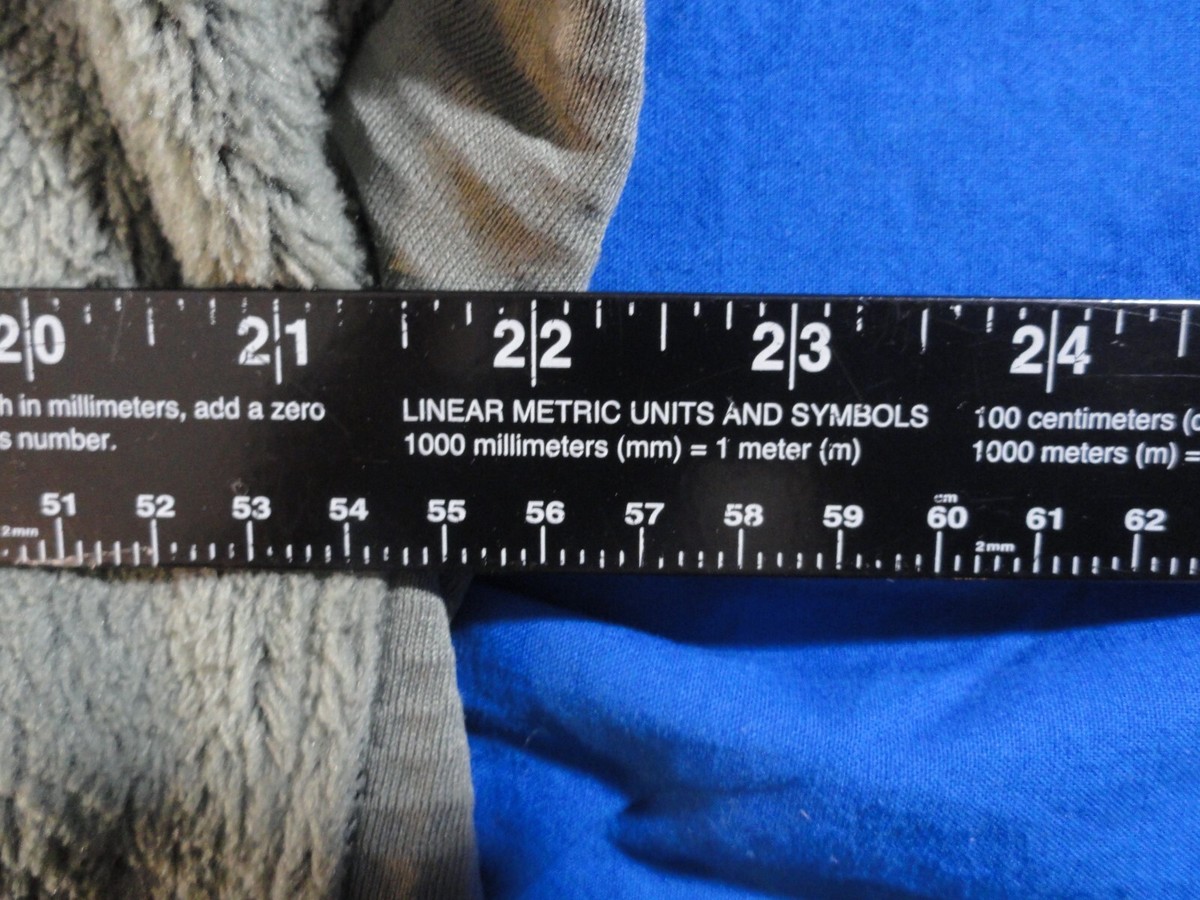 20 21 22 23 24
h in millimeters, add a zero LINEAR METRIC UNITS AND SYMBOLS 100 centimeters (c
s number. 1000 millimeters (mm) = 1 meter (m) 1000 meters (m) =
cm
51 52 53 54 55 56 57 58 59 60 61 62
2mm 2mm